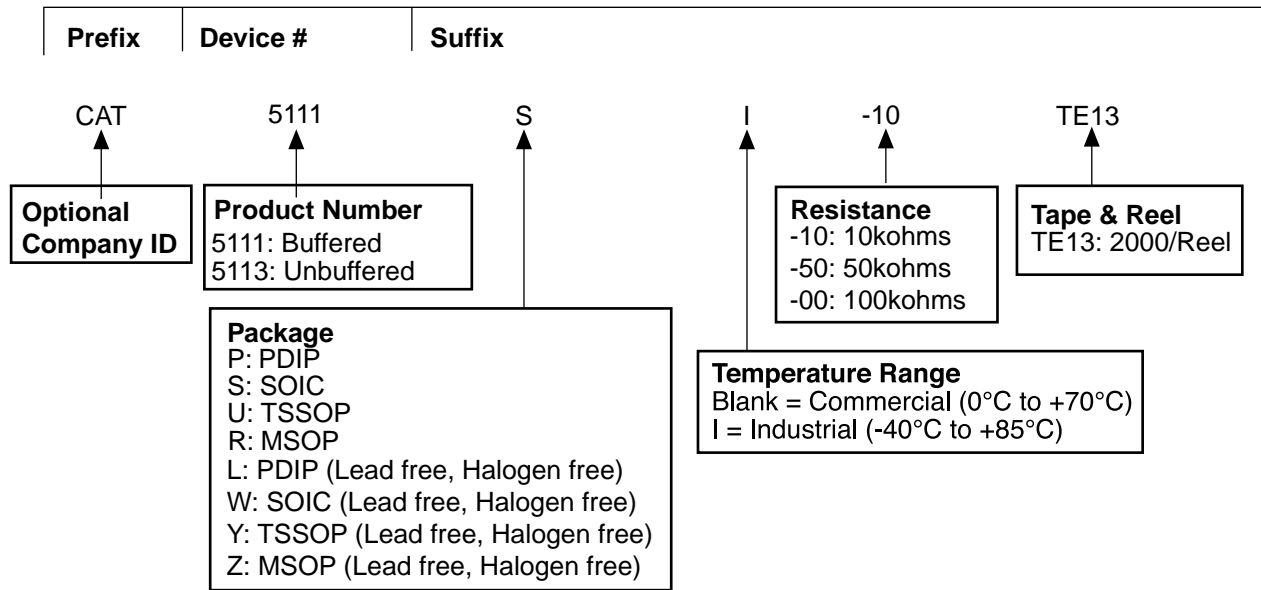 Prefix
Device #
Suffix
CAT
5111
S
I
-10
TE13
Optional
Company ID
Product Number
5111: Buffered
5113: Unbuffered
Resistance
-10: 10kohms
-50: 50kohms
-00: 100kohms
Tape & Reel
TE13: 2000/Reel
Package
P: PDIP
S: SOIC
U: TSSOP
R: MSOP
L: PDIP (Lead free, Halogen free)
W: SOIC (Lead free, Halogen free)
Y: TSSOP (Lead free, Halogen free)
Z: MSOP (Lead free, Halogen free)
Temperature Range
Blank = Commercial (0°C to +70°C)
I = Industrial (-40°C to +85°C)